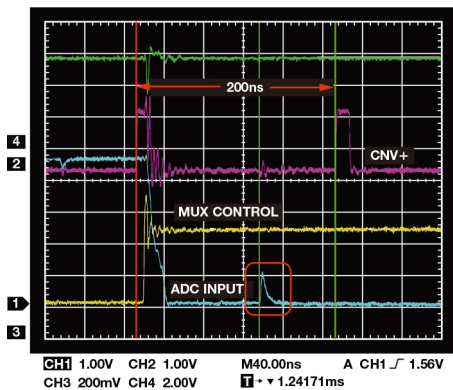 200ns
4
2
CNV+
MUX CONTROL
ADC INPUT
1
3
CH1 1.00V CH2 1.00V M40.00ns A CH1 1.56V
CH3 200mV CH4 2.00V T 1.24171ms